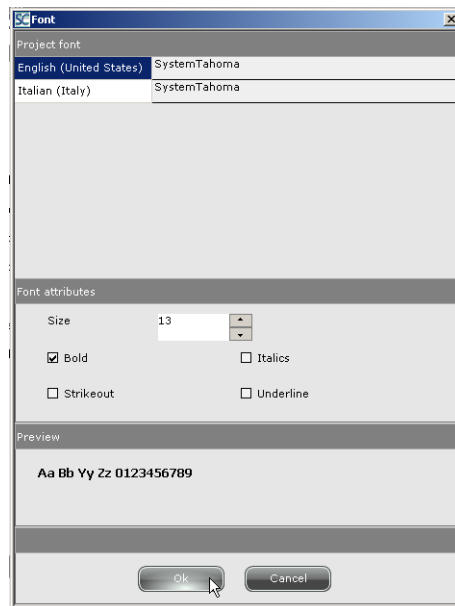 SC Font
Project font
English (United States) SystemTahoma
Italian (Italy) SystemTahoma
Font attributes
Size 13
Bold Italics
Strikeout Underline
Preview
Aa Bb Yy Zz 0123456789
Ok Cancel